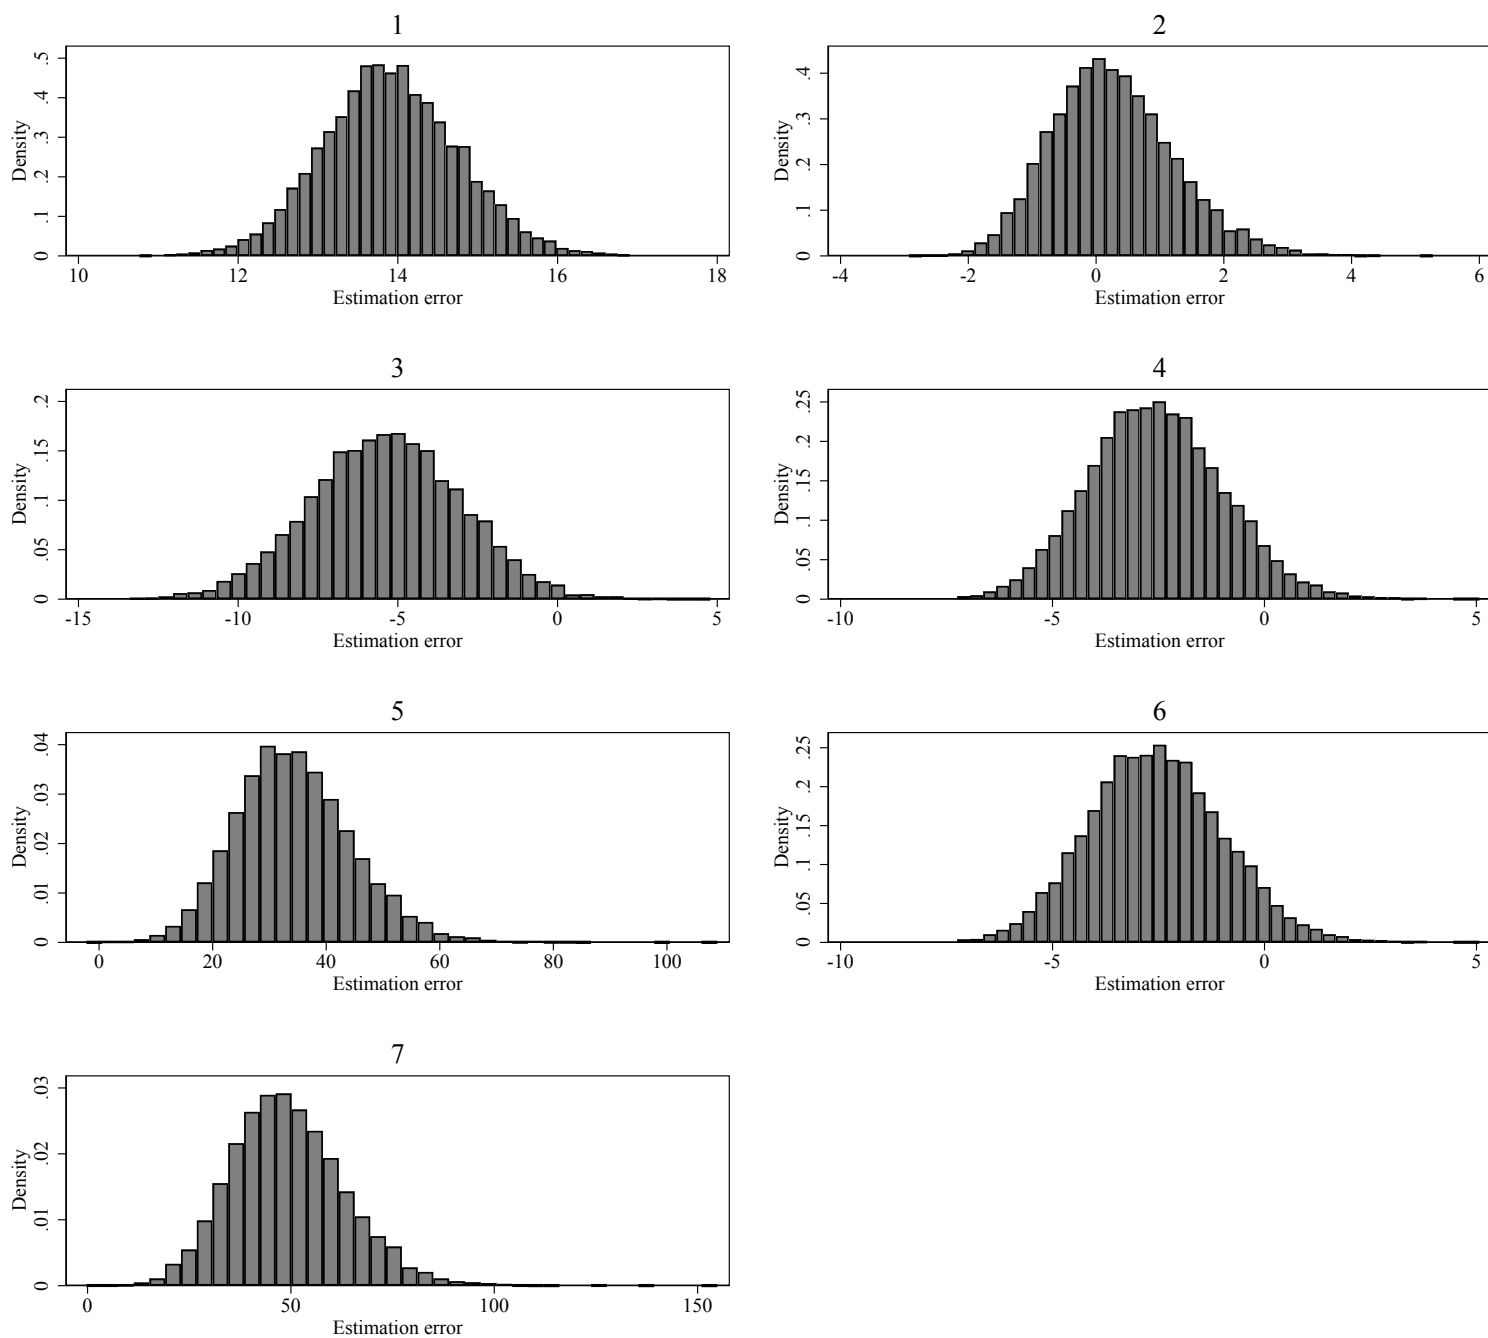 1
Density
0 .1 .2 .3 .4 .5
10 12 14 16 18
Estimation error
2
Density
0 .1 .2 .3 .4
-4 -2 0 2 4 6
Estimation error
3
Density
0 .05 .1 .15 .2
-15 -10 -5 0 5
Estimation error
4
Density
0 .05 .1 .15 .2 .25
-10 -5 0 5
Estimation error
5
Density
0 .01 .02 .03 .04
0 20 40 60 80 100
Estimation error
6
Density
0 .05 .1 .15 .2 .25
-10 -5 0 5
Estimation error
7
Density
0 .01 .02 .03
0 50 100 150
Estimation error